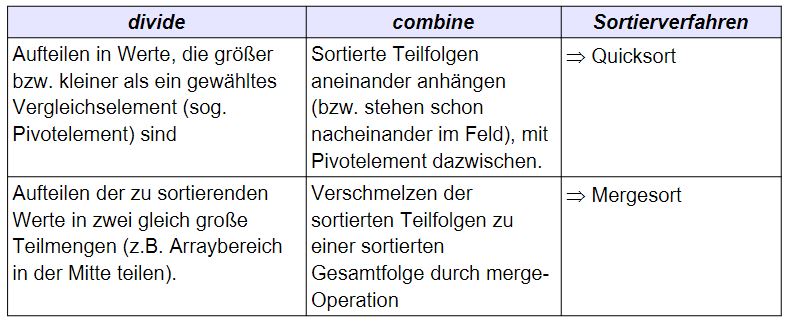 divide
combine
Sortierverfahren
Aufteilen in Werte, die größer
bzw. kleiner als ein gewähltes
Vergleichselement (sog.
Pivotelement) sind
Sortierte Teilfolgen
aneinander anhängen
(bzw. stehen schon
nacheinander im Feld), mit
Pivotelement dazwischen.
⇒ Quicksort
Aufteilen der zu sortierenden
Werte in zwei gleich große
Teilmengen (z.B. Arraybereich
in der Mitte teilen).
Verschmelzen der
sortierten Teilfolgen zu
einer sortierten
Gesamtfolge durch merge-
Operation
⇒ Mergesort